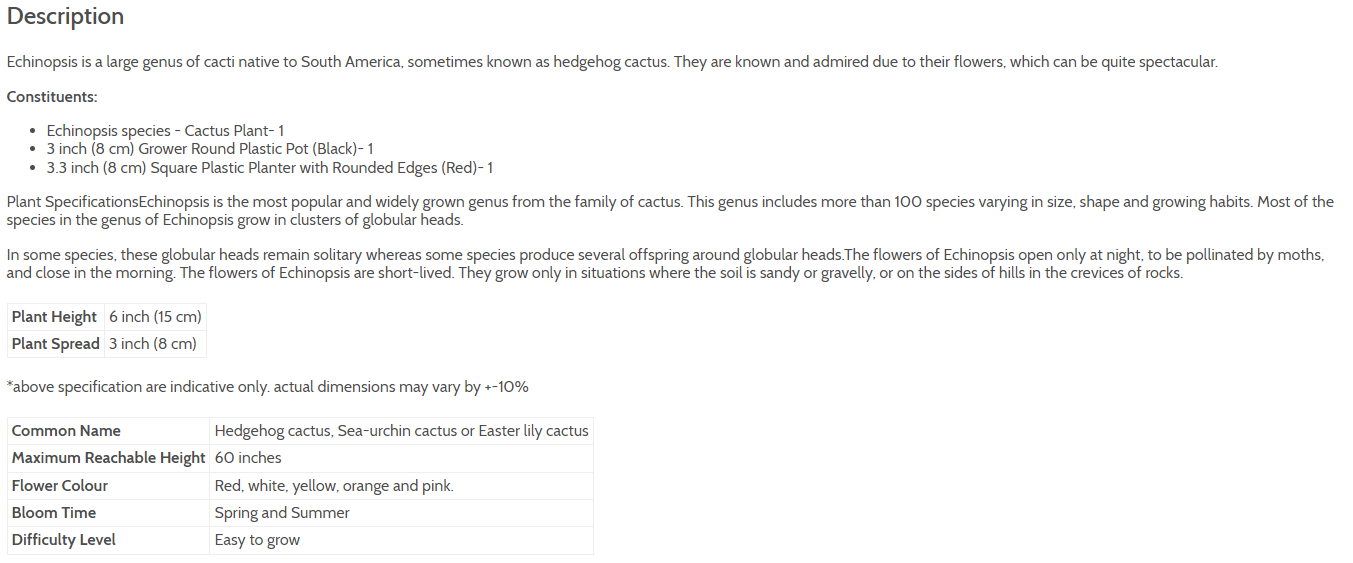 Description
Echinopsis is a large genus of cacti native to South America, sometimes known as hedgehog cactus. They are known and admired due to their flowers, which can be quite spectacular.
Constituents:
• Echinopsis species - Cactus Plant- 1
• 3 inch (8 cm) Grower Round Plastic Pot (Black)- 1
• 3.3 inch (8 cm) Square Plastic Planter with Rounded Edges (Red)- 1
Plant SpecificationsEchinopsis is the most popular and widely grown genus from the family of cactus. This genus includes more than 100 species varying in size, shape and growing habits. Most of the
species in the genus of Echinopsis grow in clusters of globular heads.
In some species, these globular heads remain solitary whereas some species produce several offspring around globular heads.The flowers of Echinopsis open only at night, to be pollinated by moths,
and close in the morning. The flowers of Echinopsis are short-lived. They grow only in situations where the soil is sandy or gravelly, or on the sides of hills in the crevices of rocks.
Plant Height 6 inch (15 cm)
Plant Spread 3 inch (8 cm)
*above specification are indicative only. actual dimensions may vary by +-10%
Common Name Hedgehog cactus, Sea-urchin cactus or Easter lily cactus
Maximum Reachable Height 60 inches
Flower Colour Red, white, yellow, orange and pink.
Bloom Time Spring and Summer
Difficulty Level Easy to grow